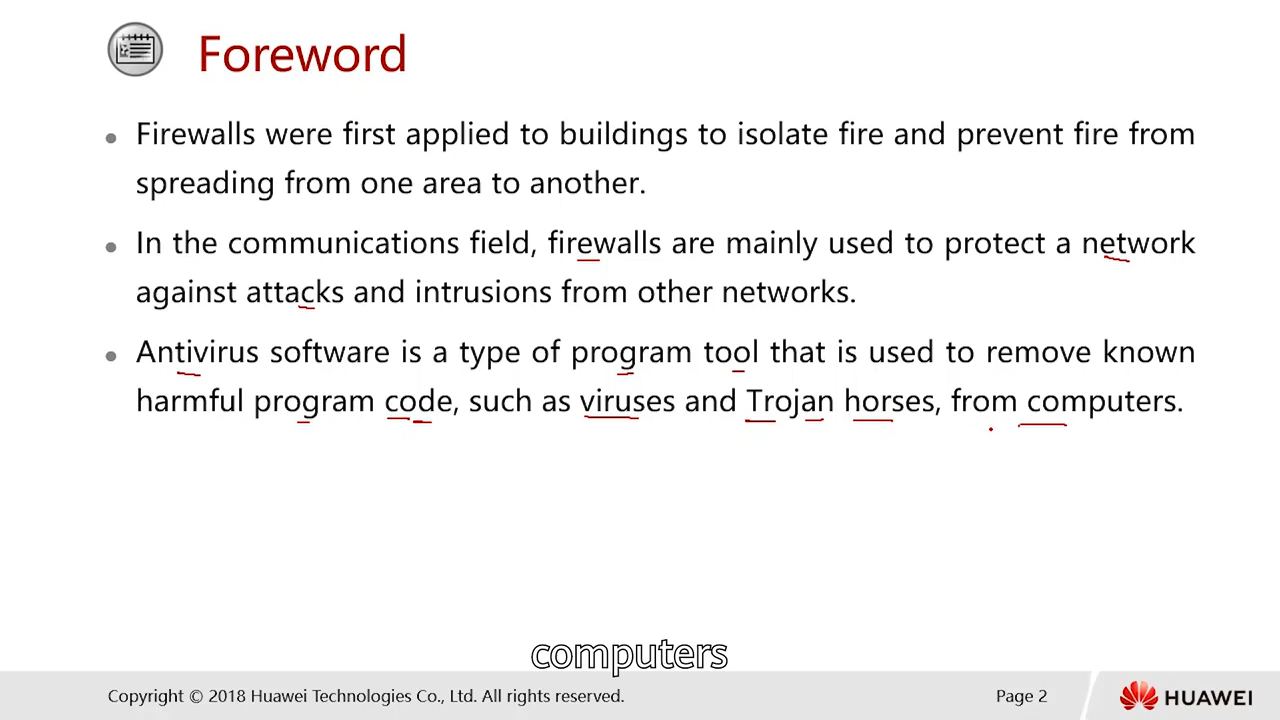 Foreword
Firewalls were first applied to buildings to isolate fire and prevent fire from
spreading from one area to another.
In the communications field, firewalls are mainly used to protect a network
against attacks and intrusions from other networks.
Antivirus software is a type of program tool that is used to remove known
harmful program code, such as viruses and Trojan horses, from computers.
computers
Copyright © 2018 Huawei Technologies Co., Ltd. All rights reserved.
Page 2
HUAWEI